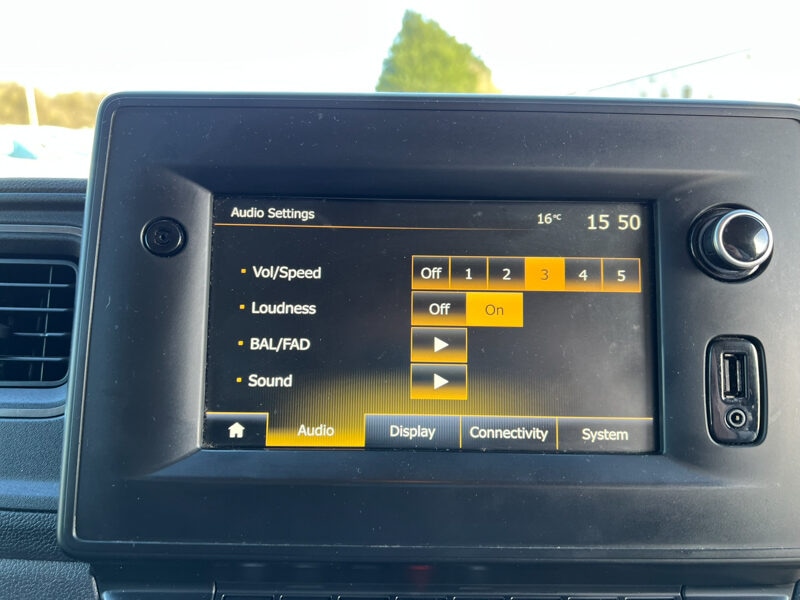 Audio Settings 16°C 15 50
Vol/Speed Off 1 2 3 4 5
Loudness Off On
BAL/FAD
Sound
Audio Display Connectivity System